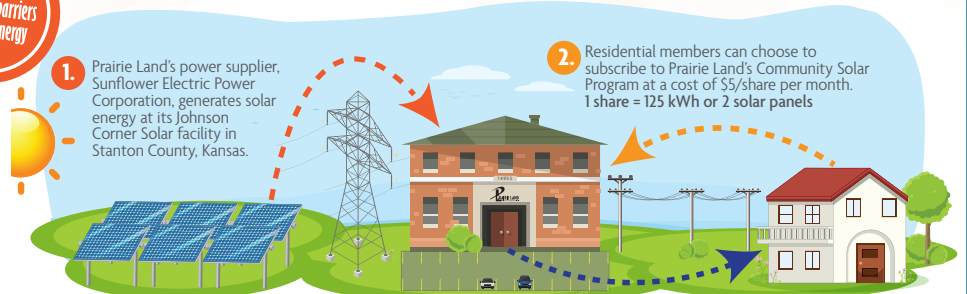 barriers
nergy
1.
Prairie Land's power supplier,
Sunflower Electric Power
Corporation, generates solar
energy at its Johnson
Corner Solar facility in
Stanton County, Kansas.
2.
Residential members can choose to
subscribe to Prairie Land's Community Solar
Program at a cost of $5/share per month.
1 share = 125 kWh or 2 solar panels